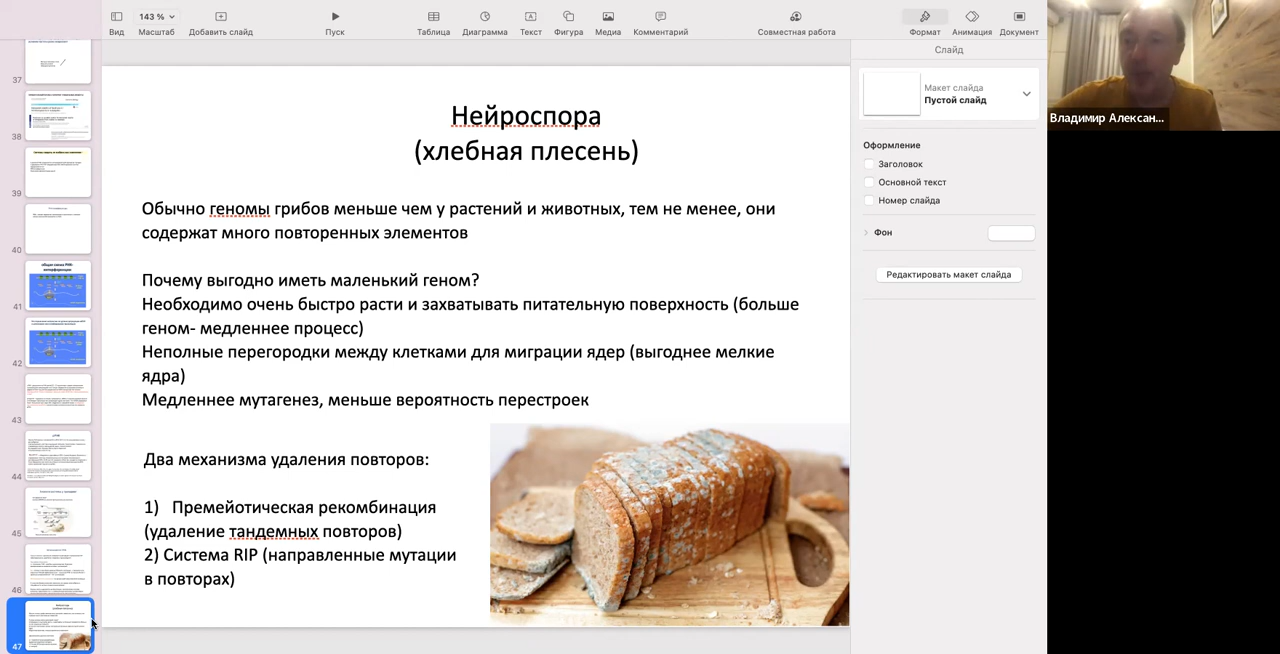 143 %
Вид
Масштаб
Добавить слайд
Пуск
Таблица
Диаграмма
Текст
Фигура
Медиа
Комментарий
Совместная работа
Формат
Анимация
Документ
37
38
39
40
41
42
43
44
45
46
47
Нейроспора
(хлебная плесень)
Обычно геномы грибов меньше чем у растений и животных, тем не менее, они
содержат много повторенных элементов
Почему выгодно иметь маленький геном?
Необходимо очень быстро расти и захватывать питательную поверхность (больше
геном- медленнее процесс)
Неполные перегородки между клетками для миграции ядер (выгоднее мелкие
ядра)
Медленнее мутагенез, меньше вероятность перестроек
Два механизма удаления повторов:
1) Премейотическая рекомбинация
(удаление тандемных повторов)
2) Система RIP (направленные мутации
в повторах)
Слайд
Макет слайда
Пустой слайд
Оформление
Заголовок
Основной текст
Номер слайда
Фон
Редактировать макет слайда
Владимир Алексан...